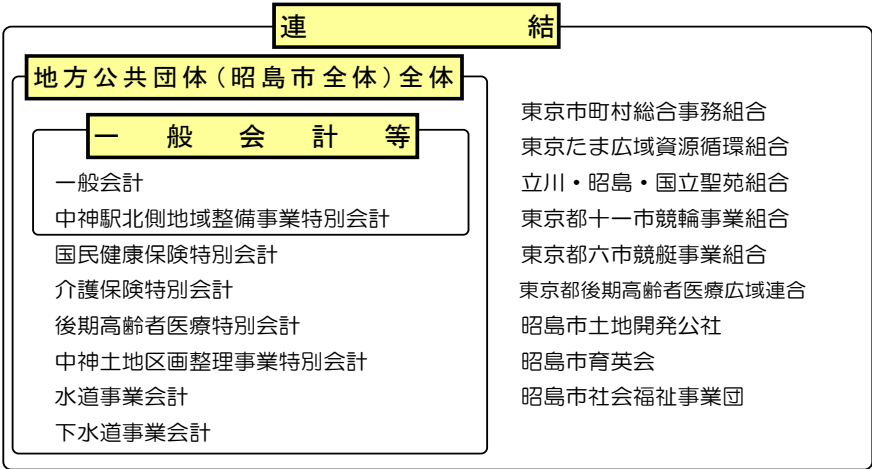 連結
地方公共団体（昭島市全体）全体
一般会計等
一般会計
中神駅北側地域整備事業特別会計
国民健康保険特別会計
介護保険特別会計
後期高齢者医療特別会計
中神土地区画整理事業特別会計
水道事業会計
下水道事業会計
東京市町村総合事務組合
東京たま広域資源循環組合
立川・昭島・国立聖苑組合
東京都十一市競輪事業組合
東京都六市競艇事業組合
東京都後期高齢者医療広域連合
昭島市土地開発公社
昭島市育英会
昭島市社会福祉事業団